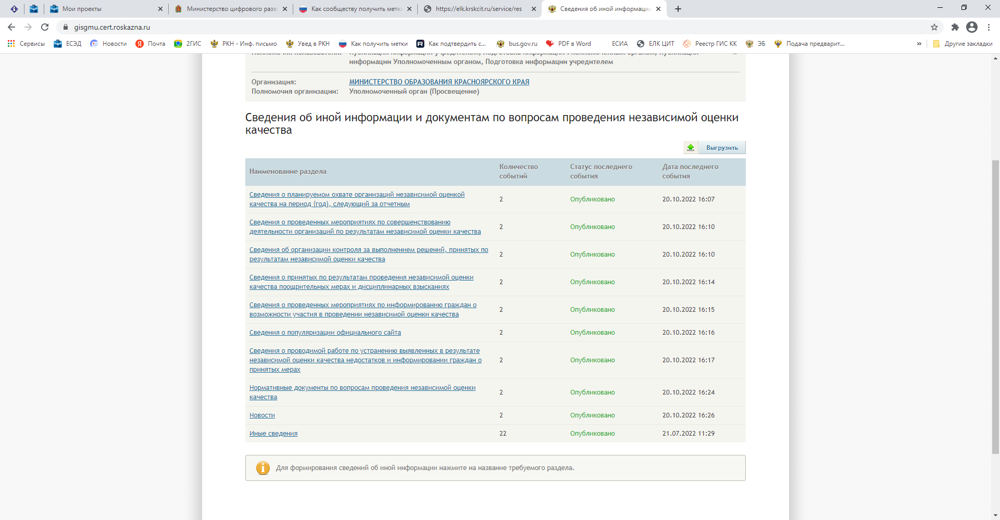 Мои проекты
Министерство цифрового разв
Как сообществу получить метк
https://elk.krskcit.ru/service/res
Сведения об иной информаци
gisgmu.cert.roskazna.ru
Сервисы
ЕСЭД
Новости
Почта
2ГИС
РКН - Инф. письмо
Увед в РКН
Как получить метки
Как подтвердить с...
bus.gov.ru
PDF в Word
ЕСИА
ЕЛК ЦИТ
Реестр ГИС КК
ЭБ
Подача предварит...
»
Другие закладки
информации Уполномоченным органом, Подготовка информации учредителем
Организация: МИНИСТЕРСТВО ОБРАЗОВАНИЯ КРАСНОЯРСКОГО КРАЯ
Полномочия организации: Уполномоченный орган (Просвещение)
Сведения об иной информации и документам по вопросам проведения независимой оценки
качества
Выгрузить
Наименование раздела
Количество
событий
Статус последнего
события
Дата последнего
события
Сведения о планируемом охвате организаций независимой оценкой
качества на период (год), следующий за отчетным
2
Опубликовано
20.10.2022 16:07
Сведения о проведенных мероприятиях по совершенствованию
деятельности организаций по результатам независимой оценки качества
2
Опубликовано
20.10.2022 16:10
Сведения об организации контроля за выполнением решений, принятых по
результатам независимой оценки качества
2
Опубликовано
20.10.2022 16:10
Сведения о принятых по результатам проведения независимой оценки
качества поощрительных мерах и дисциплинарных взысканиях
2
Опубликовано
20.10.2022 16:14
Сведения о проведенных мероприятиях по информированию граждан о
возможности участия в проведении независимой оценки качества
2
Опубликовано
20.10.2022 16:15
Сведения о популяризации официального сайта
2
Опубликовано
20.10.2022 16:16
Сведения о проводимой работе по устранению выявленных в результате
независимой оценки качества недостатков и информировании граждан о
принятых мерах
2
Опубликовано
20.10.2022 16:17
Нормативные документы по вопросам проведения независимой оценки
качества
2
Опубликовано
20.10.2022 16:24
Новости
2
Опубликовано
20.10.2022 16:26
Иные сведения
22
Опубликовано
21.07.2022 11:29
Для формирования сведений об иной информации нажмите на название требуемого раздела.